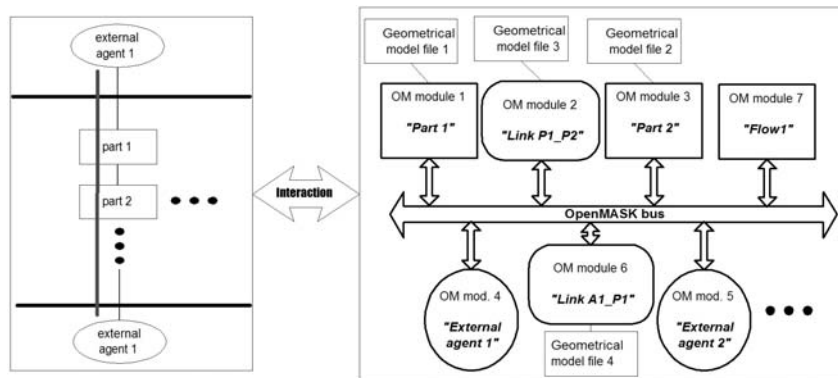 external
agent 1
part 1
part 2
external
agent 1
Interaction
Geometrical
model file 1
Geometrical
model file 3
Geometrical
model file 2
OM module 1
"Part 1"
OM module 2
"Link P1_P2"
OM module 3
"Part 2"
OM module 7
"Flow1"
OpenMASK bus
OM mod. 4
"External
agent 1"
OM module 6
"Link A1_P1"
OM mod. 5
"External
agent 2"
Geometrical
model file 4